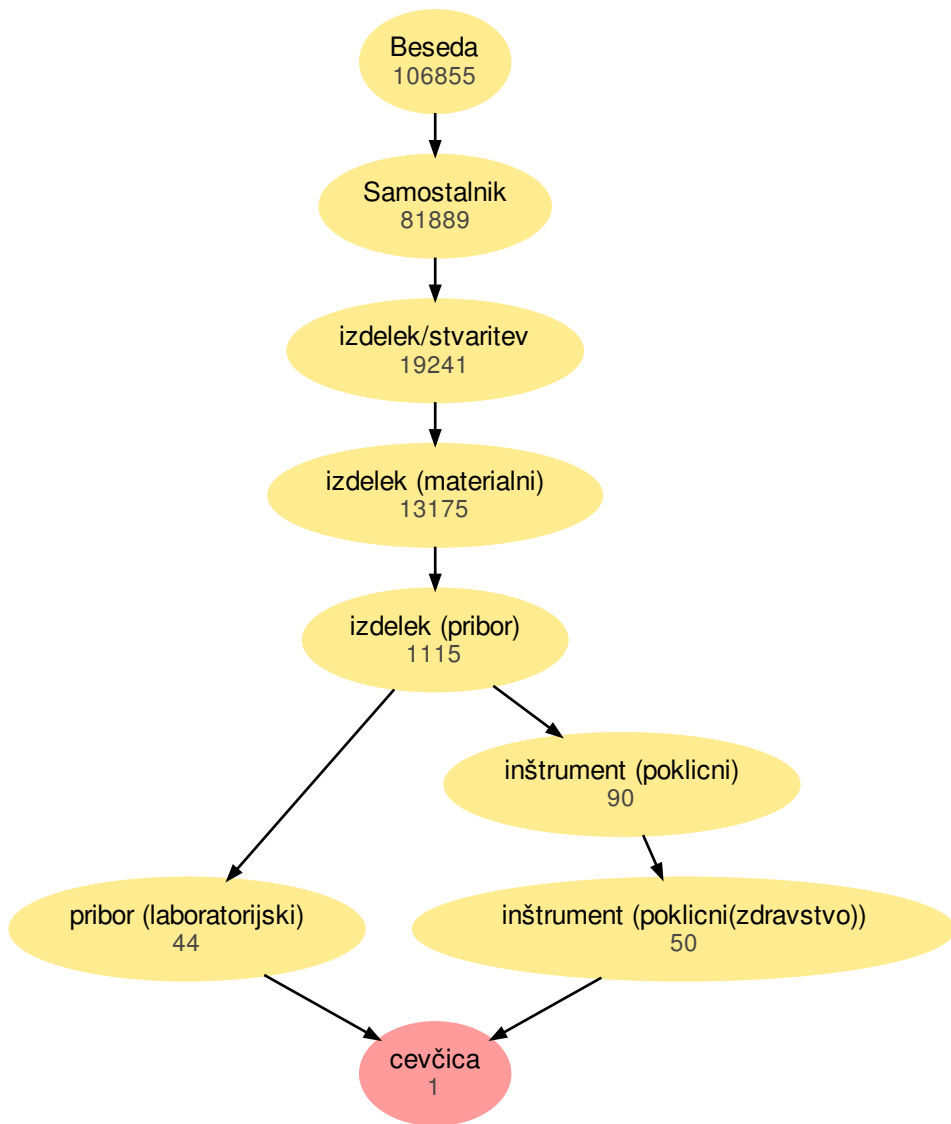 Beseda
106855
Samostalnik
81889
izdelek/stvaritev
19241
izdelek (materialni)
13175
izdelek (pribor)
1115
inštrument (poklicni)
90
pribor (laboratorijski)
44
inštrument (poklicni(zdravstvo))
50
cevčica
1